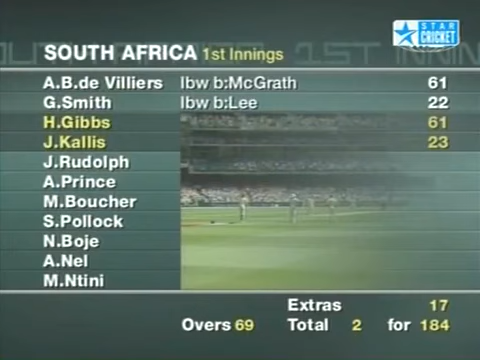 STAR
CRICKET
SOUTH AFRICA 1st Innings
A.B.de Villiers lbw b:McGrath 61
G.Smith lbw b:Lee 22
H.Gibbs 61
J.Kallis 23
J.Rudolph
A.Prince
M.Boucher
S.Pollock
N.Boje
A.Nel
M.Ntini
Extras 17
Overs 69 Total 2 for 184